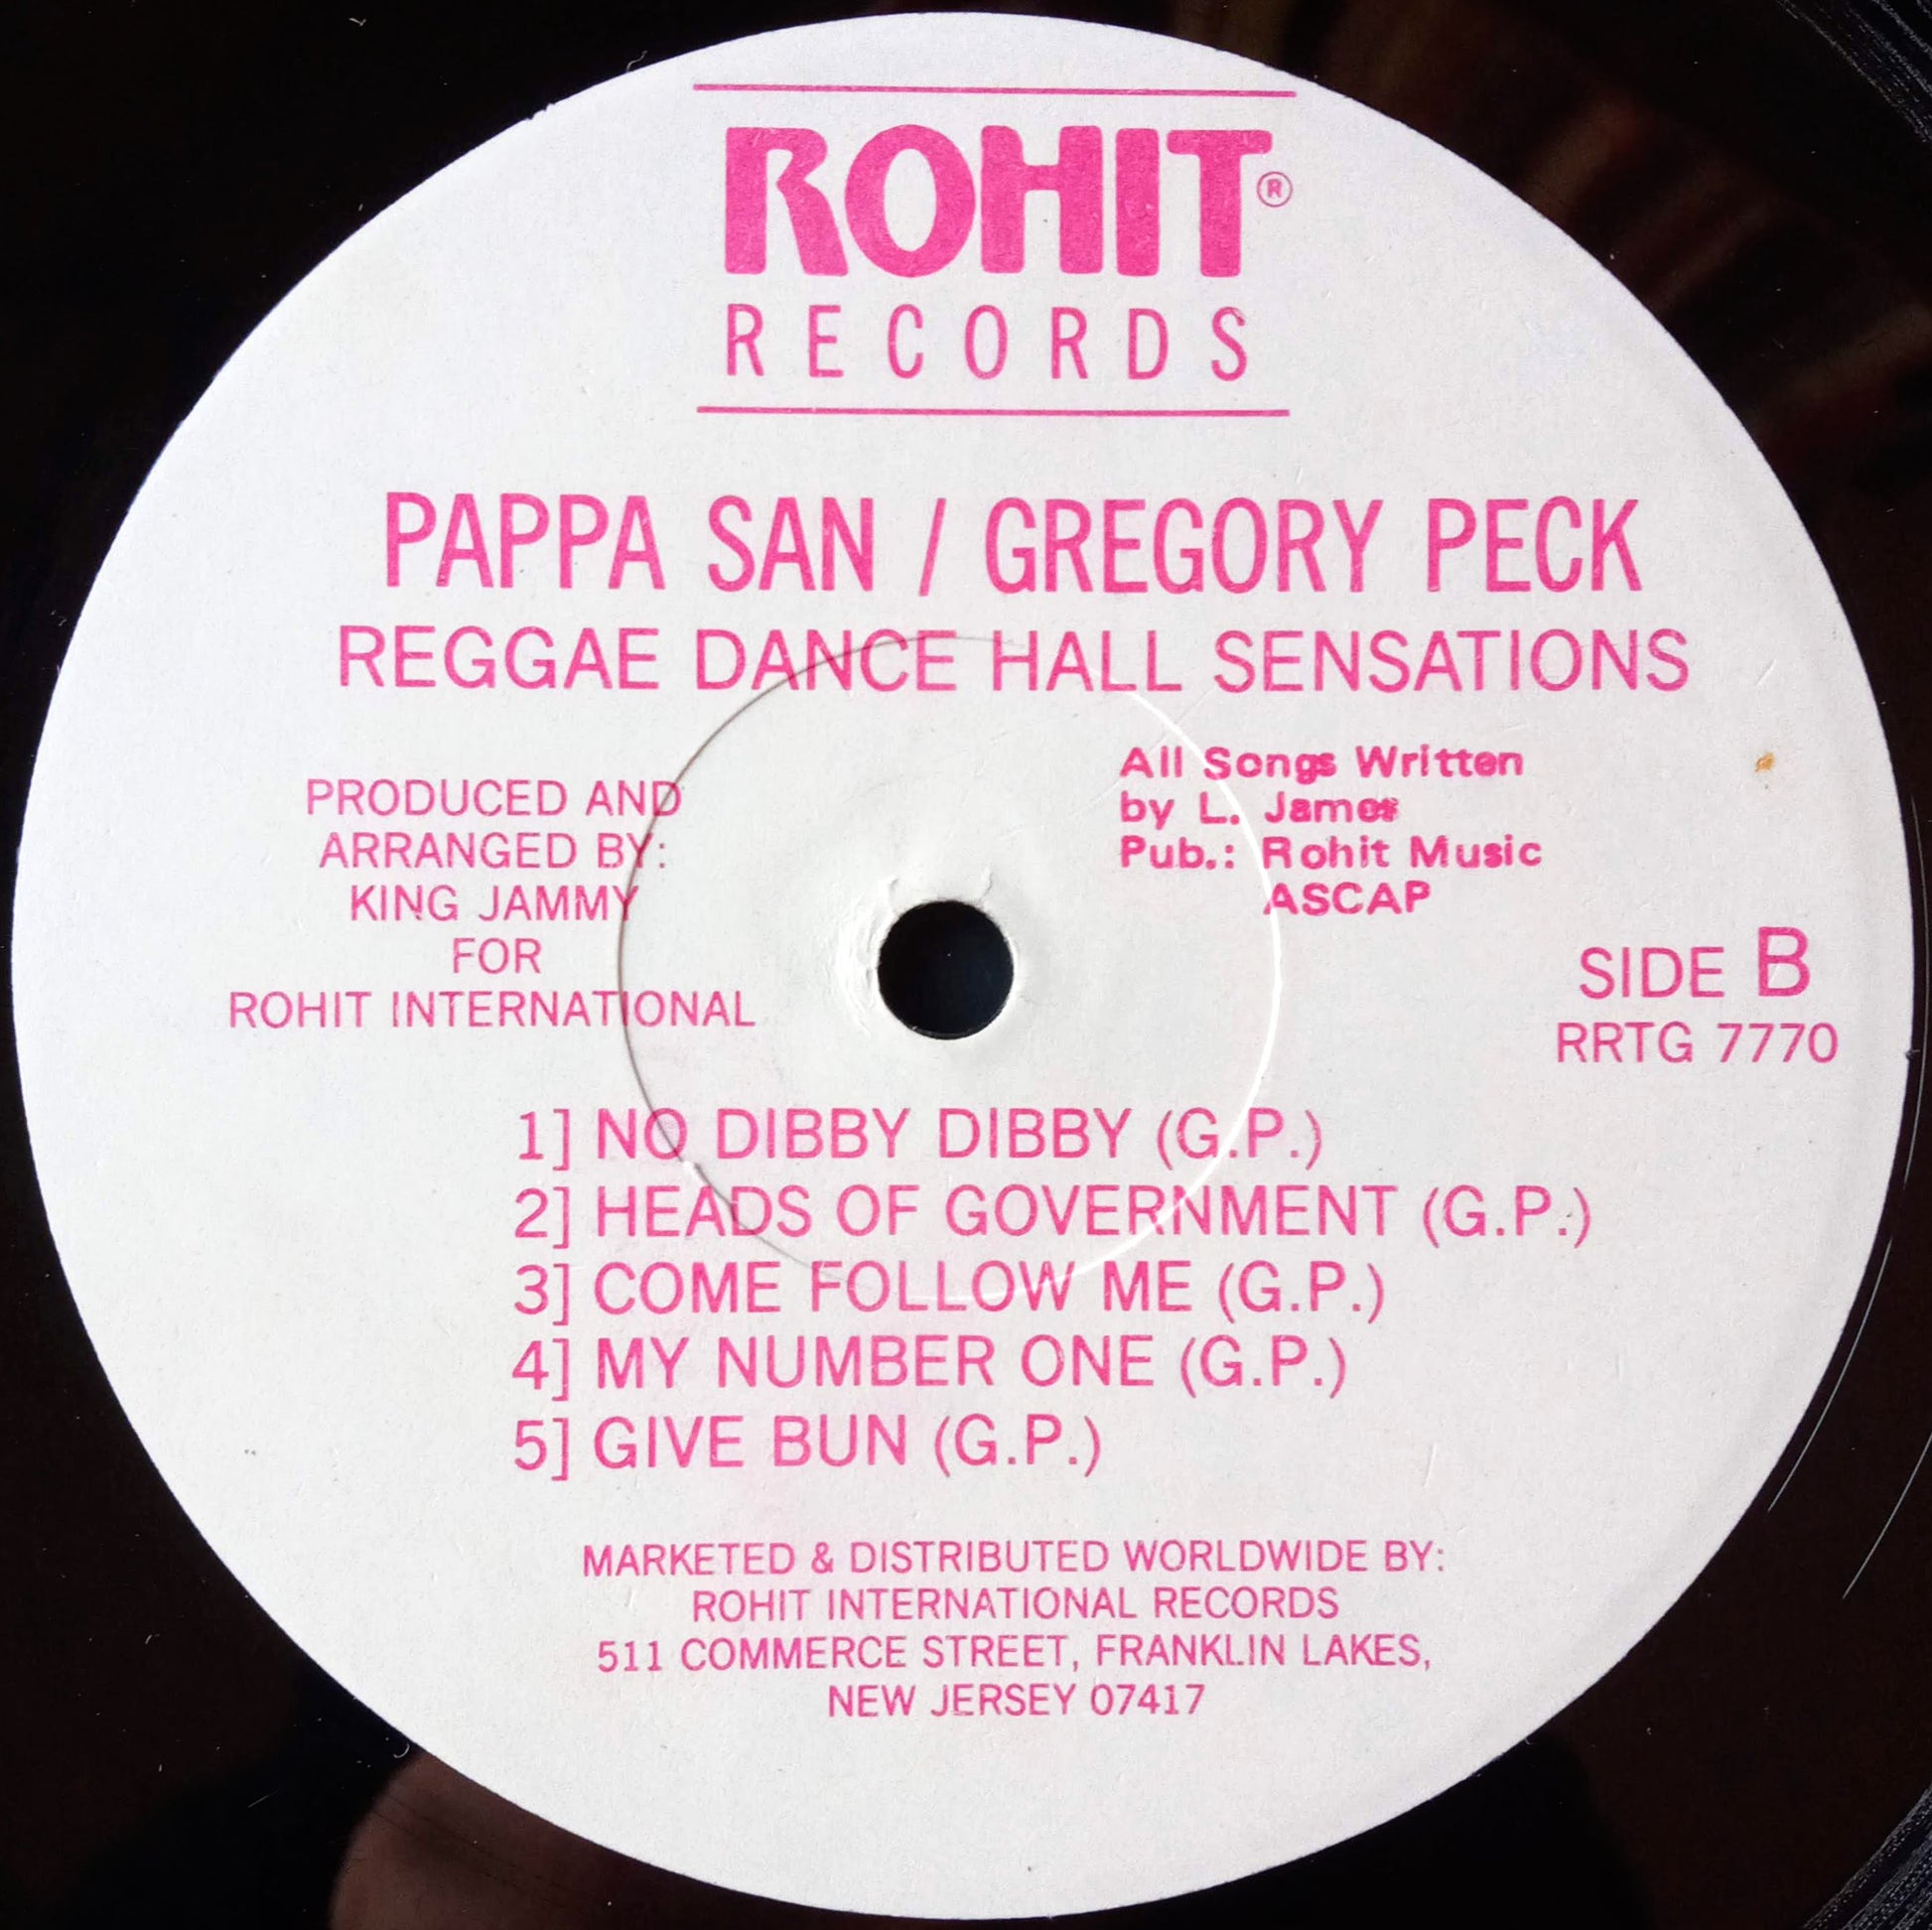 ROHIT®
RECORDS
PAPPA SAN / GREGORY PECK
REGGAE DANCE HALL SENSATIONS
PRODUCED AND
ARRANGED BY:
KING JAMMY
FOR
ROHIT INTERNATIONAL
All Songs Written
by L. James
Pub.: Rohit Music
ASCAP
SIDE B
RRTG 7770
1] NO DIBBY DIBBY (G.P.)
2] HEADS OF GOVERNMENT (G.P.)
3] COME FOLLOW ME (G.P.)
4] MY NUMBER ONE (G.P.)
5] GIVE BUN (G.P.)
MARKETED & DISTRIBUTED WORLDWIDE BY:
ROHIT INTERNATIONAL RECORDS
511 COMMERCE STREET, FRANKLIN LAKES,
NEW JERSEY 07417